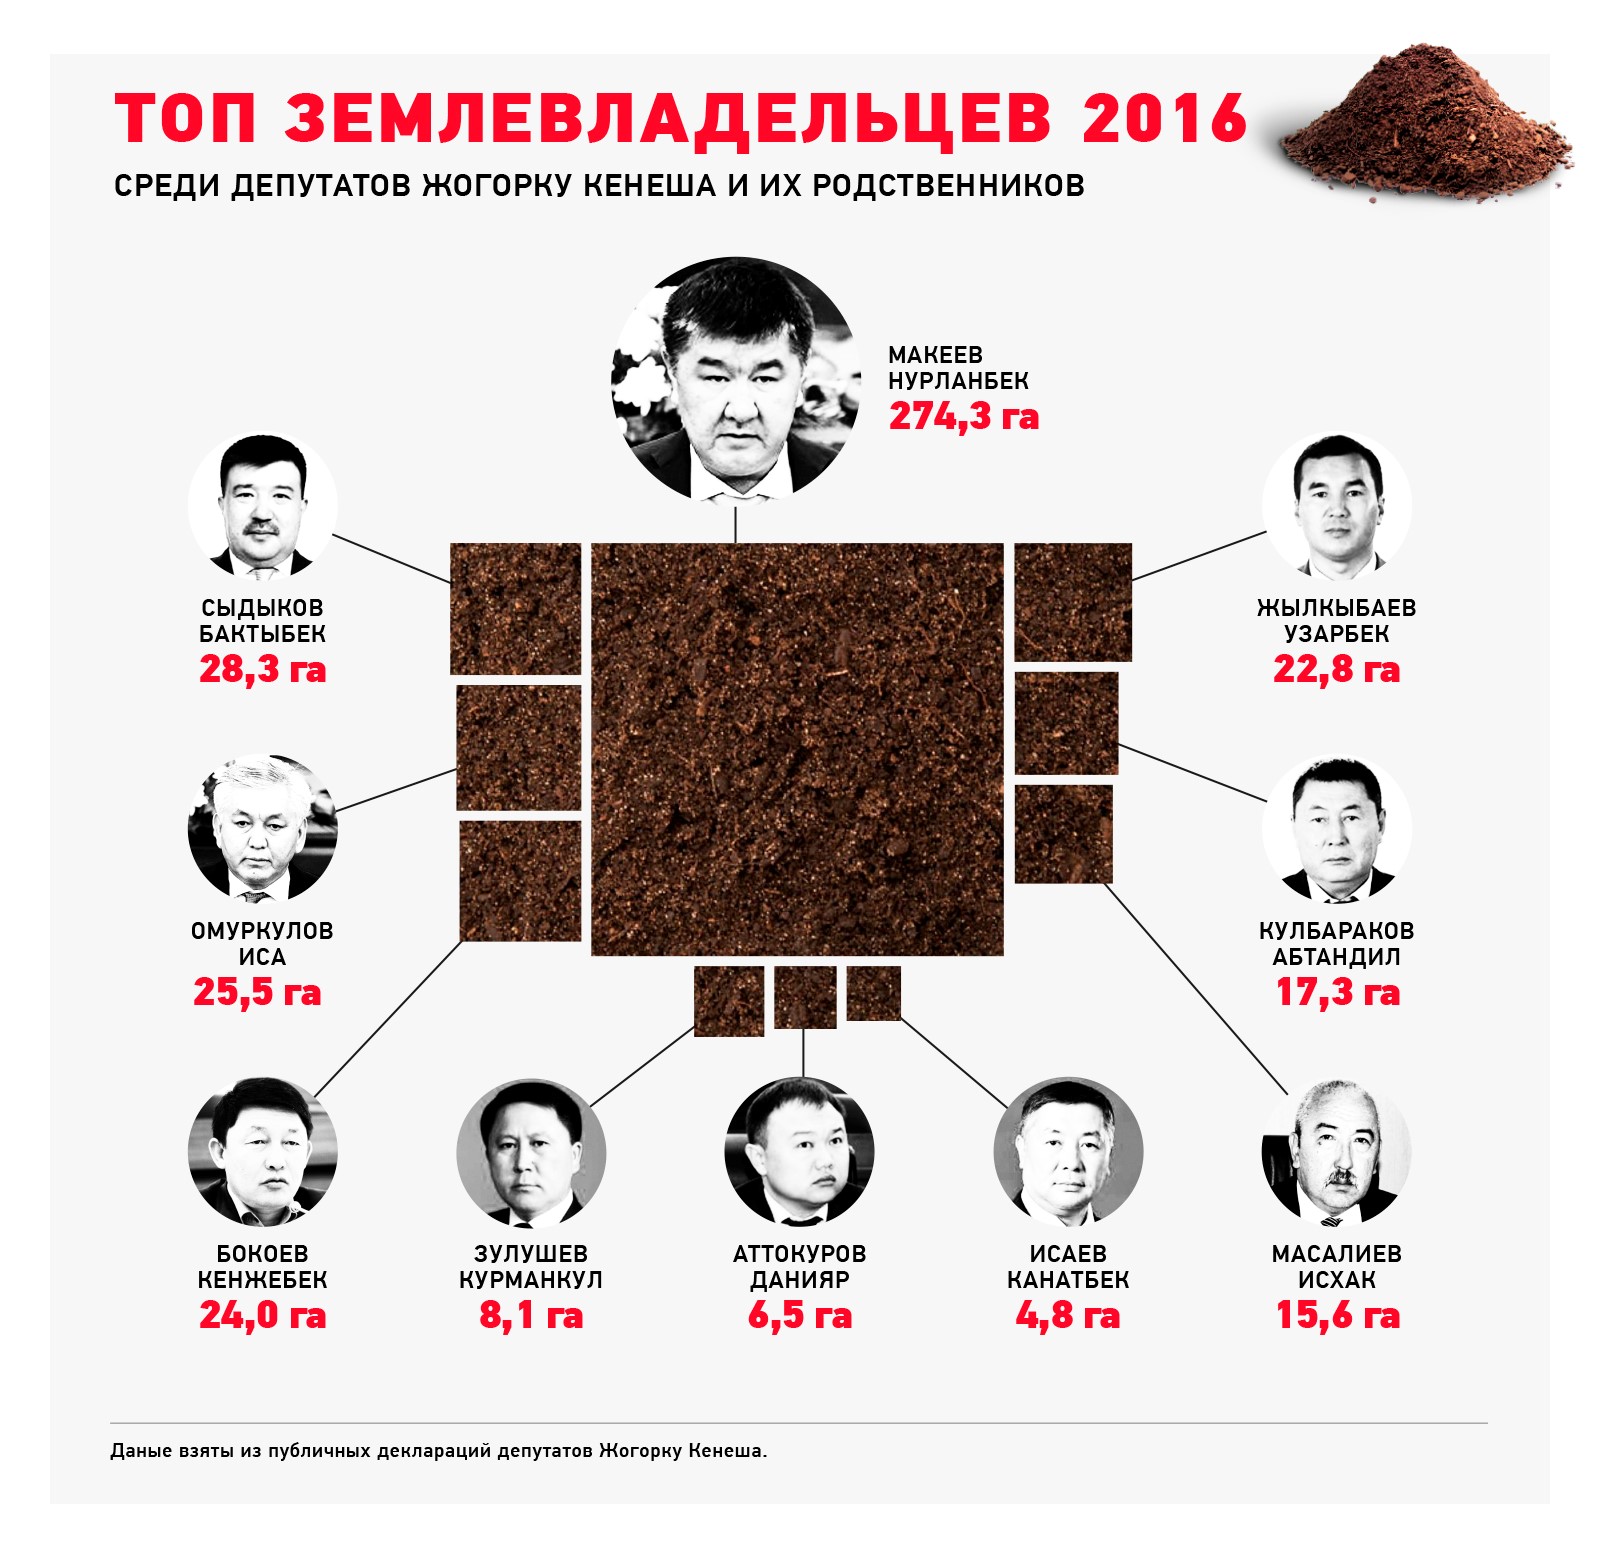 ТОП ЗЕМЛЕВЛАДЕЛЬЦЕВ 2016
СРЕДИ ДЕПУТАТОВ ЖОГОРКУ КЕНЕША И ИХ РОДСТВЕННИКОВ
МАКЕЕВ
НУРЛАНБЕК
274,3 га
СЫДЫКОВ
БАКТЫБЕК
28,3 га
ЖЫЛКЫБАЕВ
УЗАРБЕК
22,8 га
ОМУРКУЛОВ
ИСА
25,5 га
КУЛБАРАКОВ
АБТАНДИЛ
17,3 га
БОКОЕВ
КЕНЖЕБЕК
24,0 га
ЗУЛУШЕВ
КУРМАНКУЛ
8,1 га
АТТОКУРОВ
ДАНИЯР
6,5 га
ИСАЕВ
КАНАТБЕК
4,8 га
МАСАЛИЕВ
ИСХАК
15,6 га
Даные взяты из публичных деклараций депутатов Жогорку Кенеша.